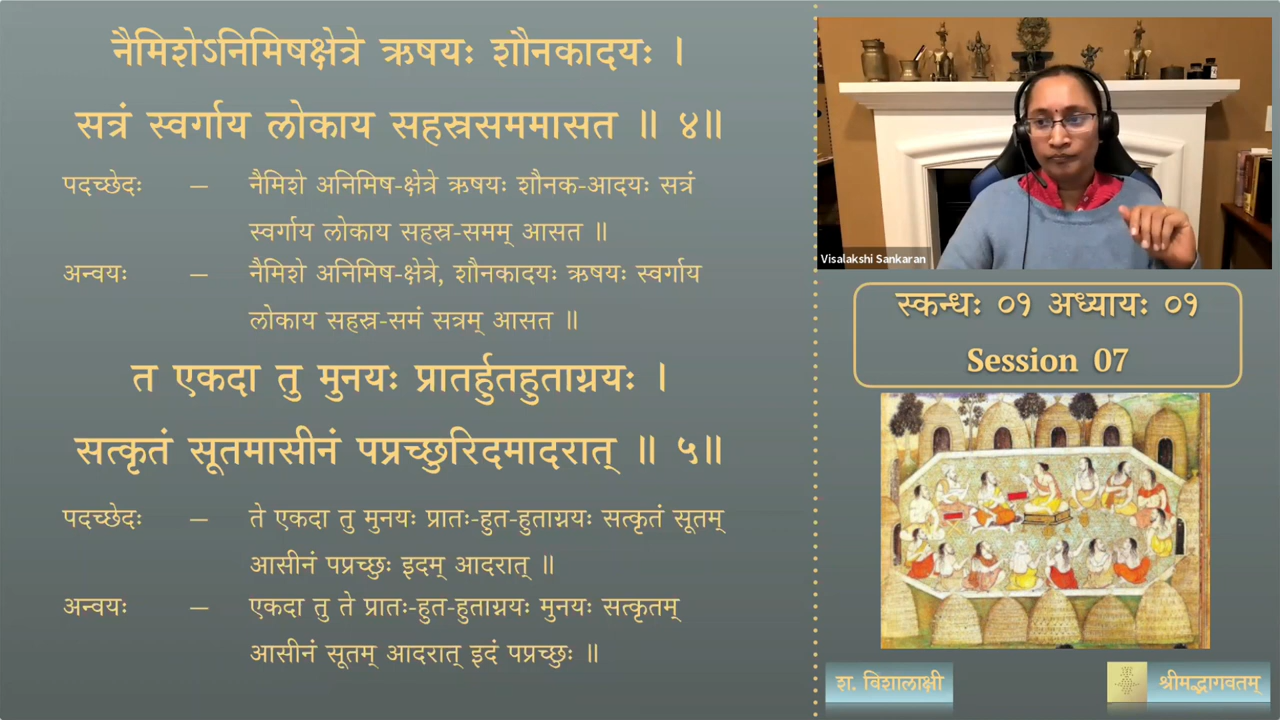 नैमिशेऽनिमिषक्षेत्रे ऋषयः शौनकादयः ।
सत्रं स्वर्गाय लोकाय सहस्रसममासत ॥ ४॥
पदच्छेदः – नैमिशे अनिमिष-क्षेत्रे ऋषयः शौनक-आदयः सत्रं
स्वर्गाय लोकाय सहस्र-समम् आसत ॥
अन्वयः – नैमिशे अनिमिष-क्षेत्रे, शौनकादयः ऋषयः स्वर्गाय
लोकाय सहस्र-समं सत्रम् आसत ॥
त एकदा तु मुनयः प्रातर्हुतहुताग्नयः ।
सत्कृतं सूतमासीनं पप्रच्छुरिदमादरात् ॥ ५॥
पदच्छेदः – ते एकदा तु मुनयः प्रातः-हुत-हुताग्नयः सत्कृतं सूतम्
आसीनं पप्रच्छुः इदम् आदरात् ॥
अन्वयः – एकदा तु ते प्रातः-हुत-हुताग्नयः मुनयः सत्कृतम्
आसीनं सूतम् आदरात् इदं पप्रच्छुः ॥
Visalakshi Sankaran
स्कन्धः ०१ अध्यायः ०१
Session 07
श. विशालाक्षी
श्रीमद्भागवतम्